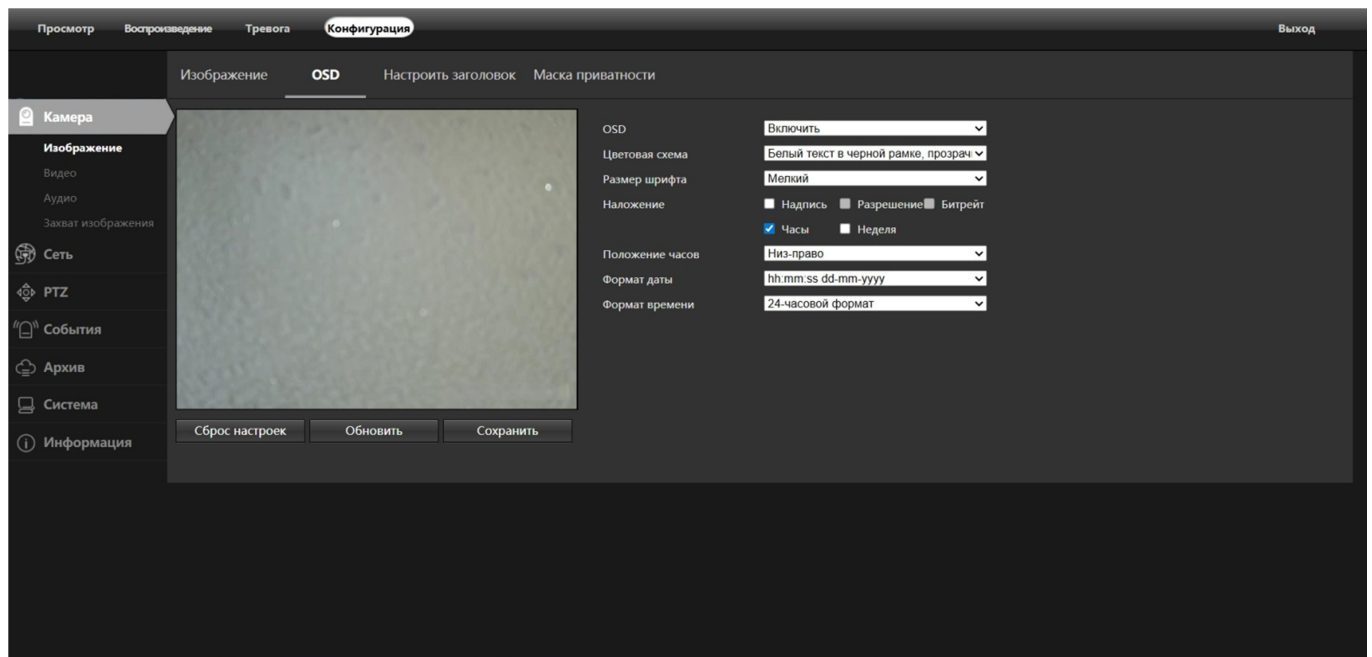 Просмотр Воспроизведение Тревога Конфигурация Выход
Изображение OSD Настроить заголовок Маска приватности
Камера
Изображение
Видео
Аудио
Захват изображения
Сеть
PTZ
События
Архив
Система
Информация
OSD Включить
Цветовая схема Белый текст в черной рамке, прозрач
Размер шрифта Мелкий
Наложение Надпись Разрешение Битрейт
Часы Неделя
Положение часов Низ-право
Формат даты hh:mm:ss dd-mm-yyyy
Формат времени 24-часовой формат
Сброс настроек Обновить Сохранить